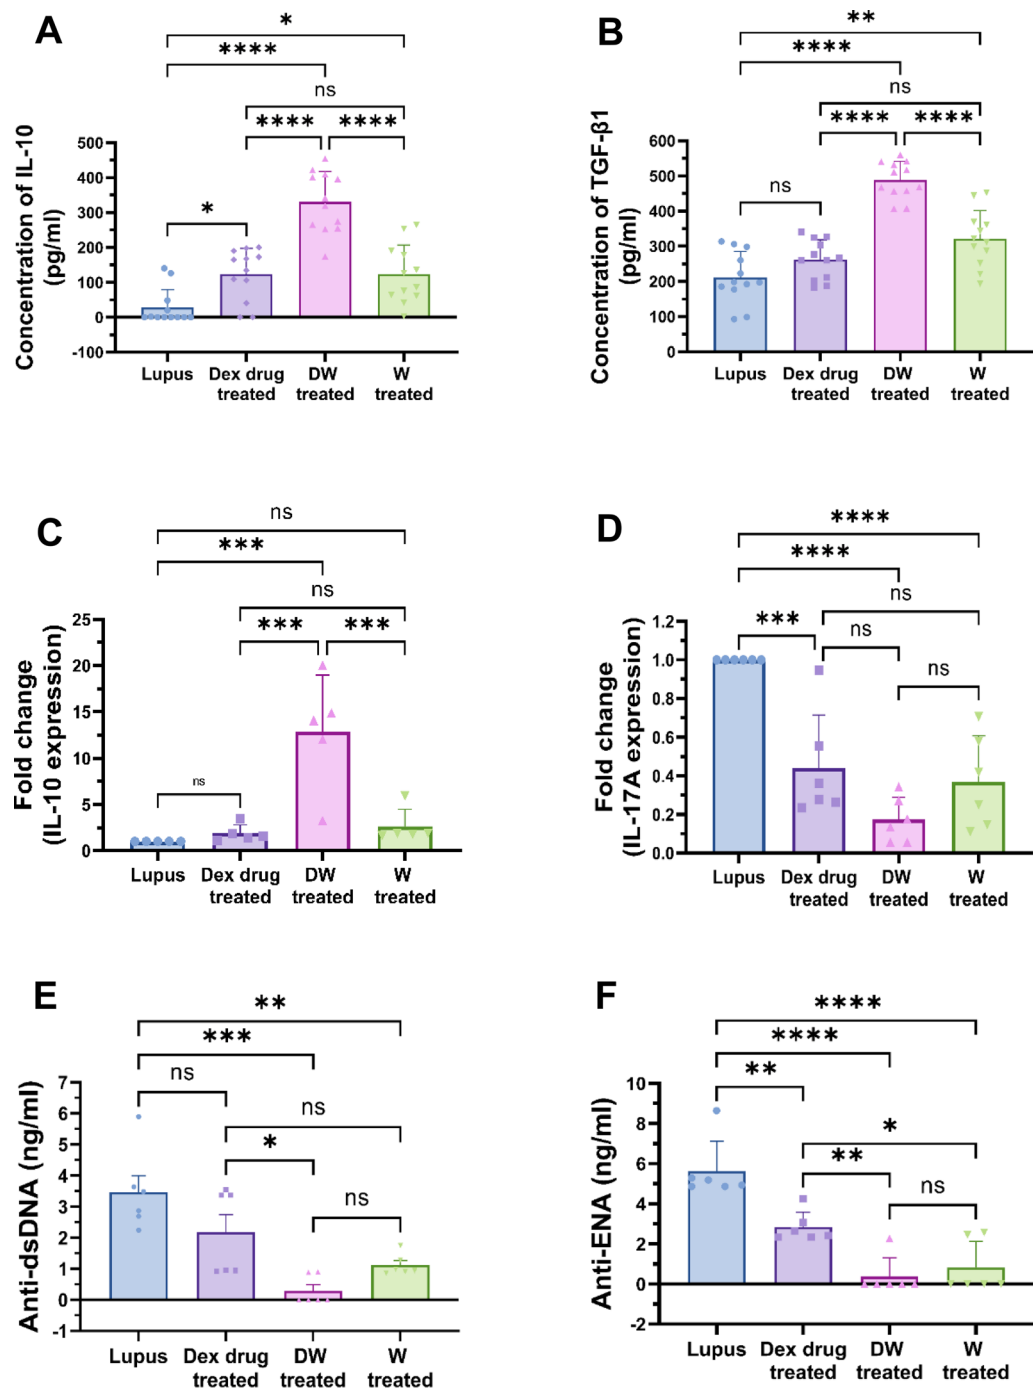 A
*
****
ns
**** ****
*
Concentration of IL-10
(pg/ml)
500
400
300
200
100
0
-100
Lupus Dex drug treated DW treated W treated
B
**
****
ns
**** ****
ns
Concentration of TGF-β1
(pg/ml)
600
500
400
300
200
100
0
Lupus Dex drug treated DW treated W treated
C
ns
***
ns
*** ***
ns
Fold change
(IL-10 expression)
25
20
15
10
5
0
Lupus Dex drug treated DW treated W treated
D
****
****
ns
*** ns
ns
Fold change
(IL-17A expression)
1.2
1.0
0.8
0.6
0.4
0.2
0.0
Lupus Dex drug treated DW treated W treated
E
**
***
ns
ns
*
ns
Anti-dsDNA (ng/ml)
7
6
5
4
3
2
1
0
-1
Lupus Dex drug treated DW treated W treated
F
****
****
**
*
**
ns
Anti-ENA (ng/ml)
10
8
6
4
2
0
-2
Lupus Dex drug treated DW treated W treated